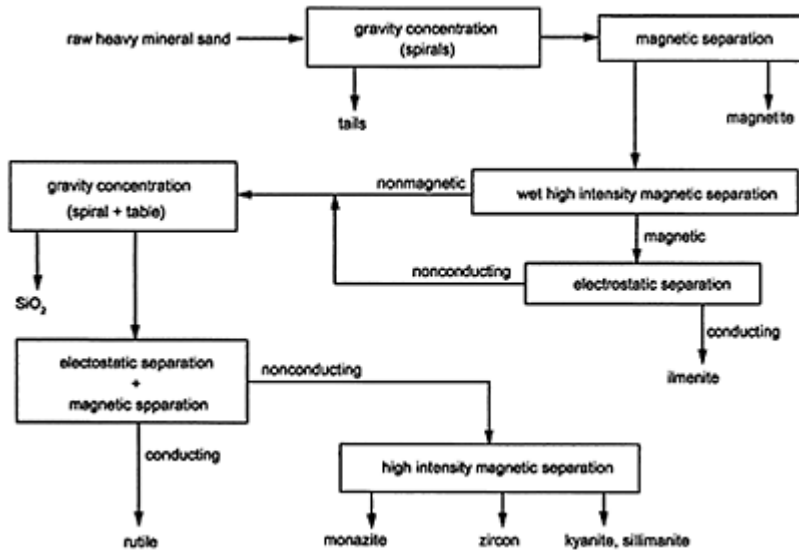 raw heavy mineral sand
gravity concentration
(spirals)
magnetic separation
tails
magnetite
gravity concentration
(spiral + table)
nonmagnetic
wet high intensity magnetic separation
magnetic
nonconducting
electrostatic separation
SiO₂
conducting
ilmenite
electostatic separation
+
magnetic spparation
nonconducting
conducting
high intensity magnetic separation
rutile
monazite
zircon
kyanite, sillimanite